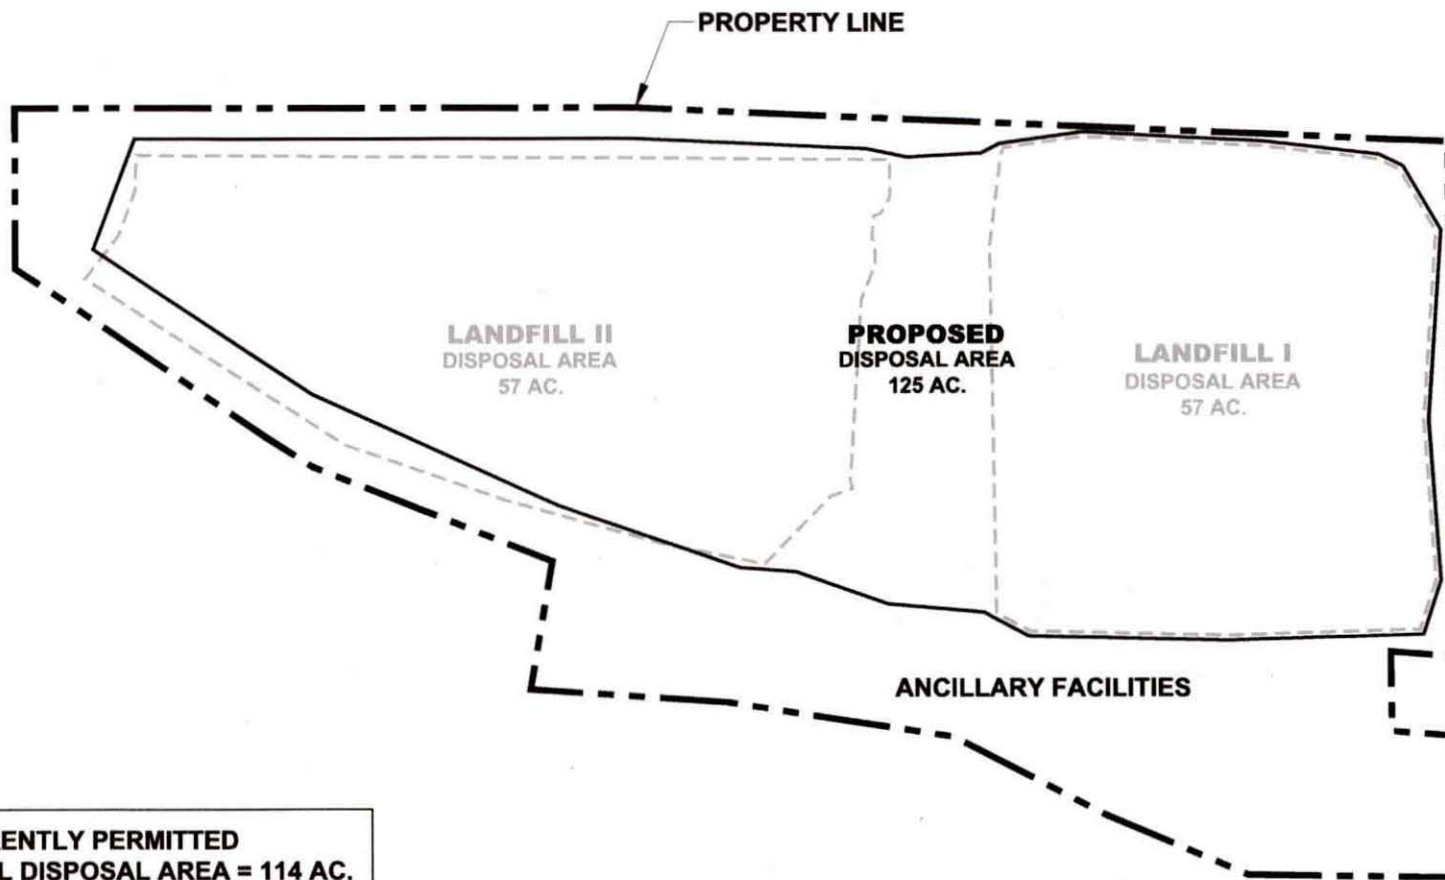 PROPERTY LINE
LANDFILL II
DISPOSAL AREA
57 AC.
PROPOSED
DISPOSAL AREA
125 AC.
LANDFILL I
DISPOSAL AREA
57 AC.
ANCILLARY FACILITIES
ENTLY PERMITTED
L DISPOSAL AREA = 114 AC.